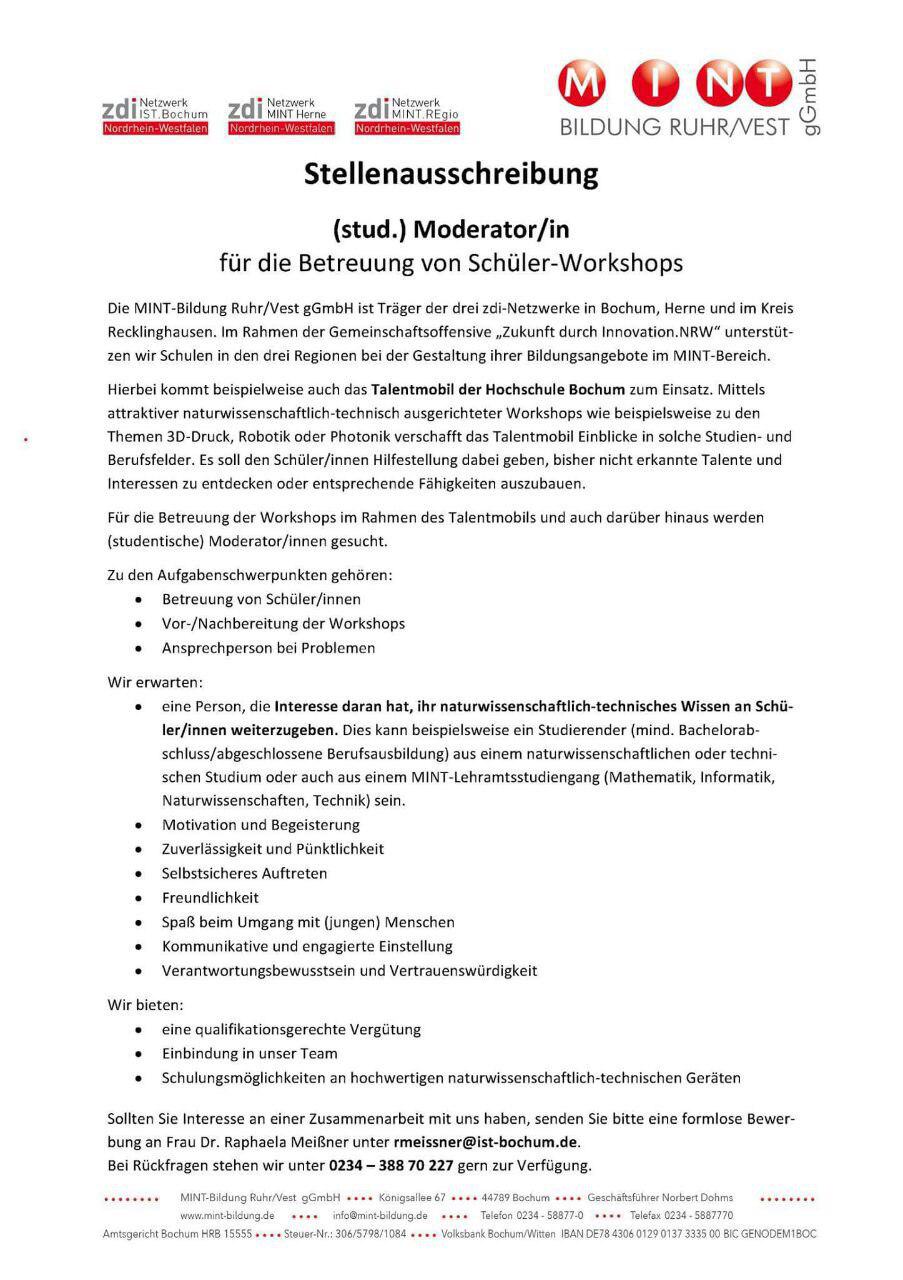 zdi Netzwerk IST.Bochum Nordrhein-Westfalen
zdi Netzwerk MINT Herne Nordrhein-Westfalen
zdi Netzwerk MINT.REgio Nordrhein-Westfalen
MINT
BILDUNG RUHR/VEST gGmbH
Stellenausschreibung
(stud.) Moderator/in
für die Betreuung von Schüler-Workshops
Die MINT-Bildung Ruhr/Vest gGmbH ist Träger der drei zdi-Netzwerke in Bochum, Herne und im Kreis
Recklinghausen. Im Rahmen der Gemeinschaftsoffensive „Zukunft durch Innovation.NRW“ unterstüt-
zen wir Schulen in den drei Regionen bei der Gestaltung ihrer Bildungsangebote im MINT-Bereich.
Hierbei kommt beispielsweise auch das Talentmobil der Hochschule Bochum zum Einsatz. Mittels
attraktiver naturwissenschaftlich-technisch ausgerichteter Workshops wie beispielsweise zu den
Themen 3D-Druck, Robotik oder Photonik verschafft das Talentmobil Einblicke in solche Studien- und
Berufsfelder. Es soll den Schüler/innen Hilfestellung dabei geben, bisher nicht erkannte Talente und
Interessen zu entdecken oder entsprechende Fähigkeiten auszubauen.
Für die Betreuung der Workshops im Rahmen des Talentmobils und auch darüber hinaus werden
(studentische) Moderator/innen gesucht.
Zu den Aufgabenschwerpunkten gehören:
• Betreuung von Schüler/innen
• Vor-/Nachbereitung der Workshops
• Ansprechperson bei Problemen
Wir erwarten:
• eine Person, die Interesse daran hat, ihr naturwissenschaftlich-technisches Wissen an Schü-
ler/innen weiterzugeben. Dies kann beispielsweise ein Studierender (mind. Bachelorab-
schluss/abgeschlossene Berufsausbildung) aus einem naturwissenschaftlichen oder techni-
schen Studium oder auch aus einem MINT-Lehramtsstudiengang (Mathematik, Informatik,
Naturwissenschaften, Technik) sein.
• Motivation und Begeisterung
• Zuverlässigkeit und Pünktlichkeit
• Selbstsicheres Auftreten
• Freundlichkeit
• Spaß beim Umgang mit (jungen) Menschen
• Kommunikative und engagierte Einstellung
• Verantwortungsbewusstsein und Vertrauenswürdigkeit
Wir bieten:
• eine qualifikationsgerechte Vergütung
• Einbindung in unser Team
• Schulungsmöglichkeiten an hochwertigen naturwissenschaftlich-technischen Geräten
Sollten Sie Interesse an einer Zusammenarbeit mit uns haben, senden Sie bitte eine formlose Bewer-
bung an Frau Dr. Raphaela Meißner unter rmeissner@ist-bochum.de.
Bei Rückfragen stehen wir unter 0234 – 388 70 227 gern zur Verfügung.
MINT-Bildung Ruhr/Vest gGmbH •••• Königsallee 67 •••• 44789 Bochum •••• Geschäftsführer Norbert Dohms
www.mint-bildung.de •••• info@mint-bildung.de •••• Telefon 0234 - 58877-0 •••• Telefax 0234 - 5887770
Amtsgericht Bochum HRB 15555 •••• Steuer-Nr.: 306/5798/1084 •••• Volksbank Bochum/Witten IBAN DE78 4306 0129 0137 3335 00 BIC GENODEM1BOC